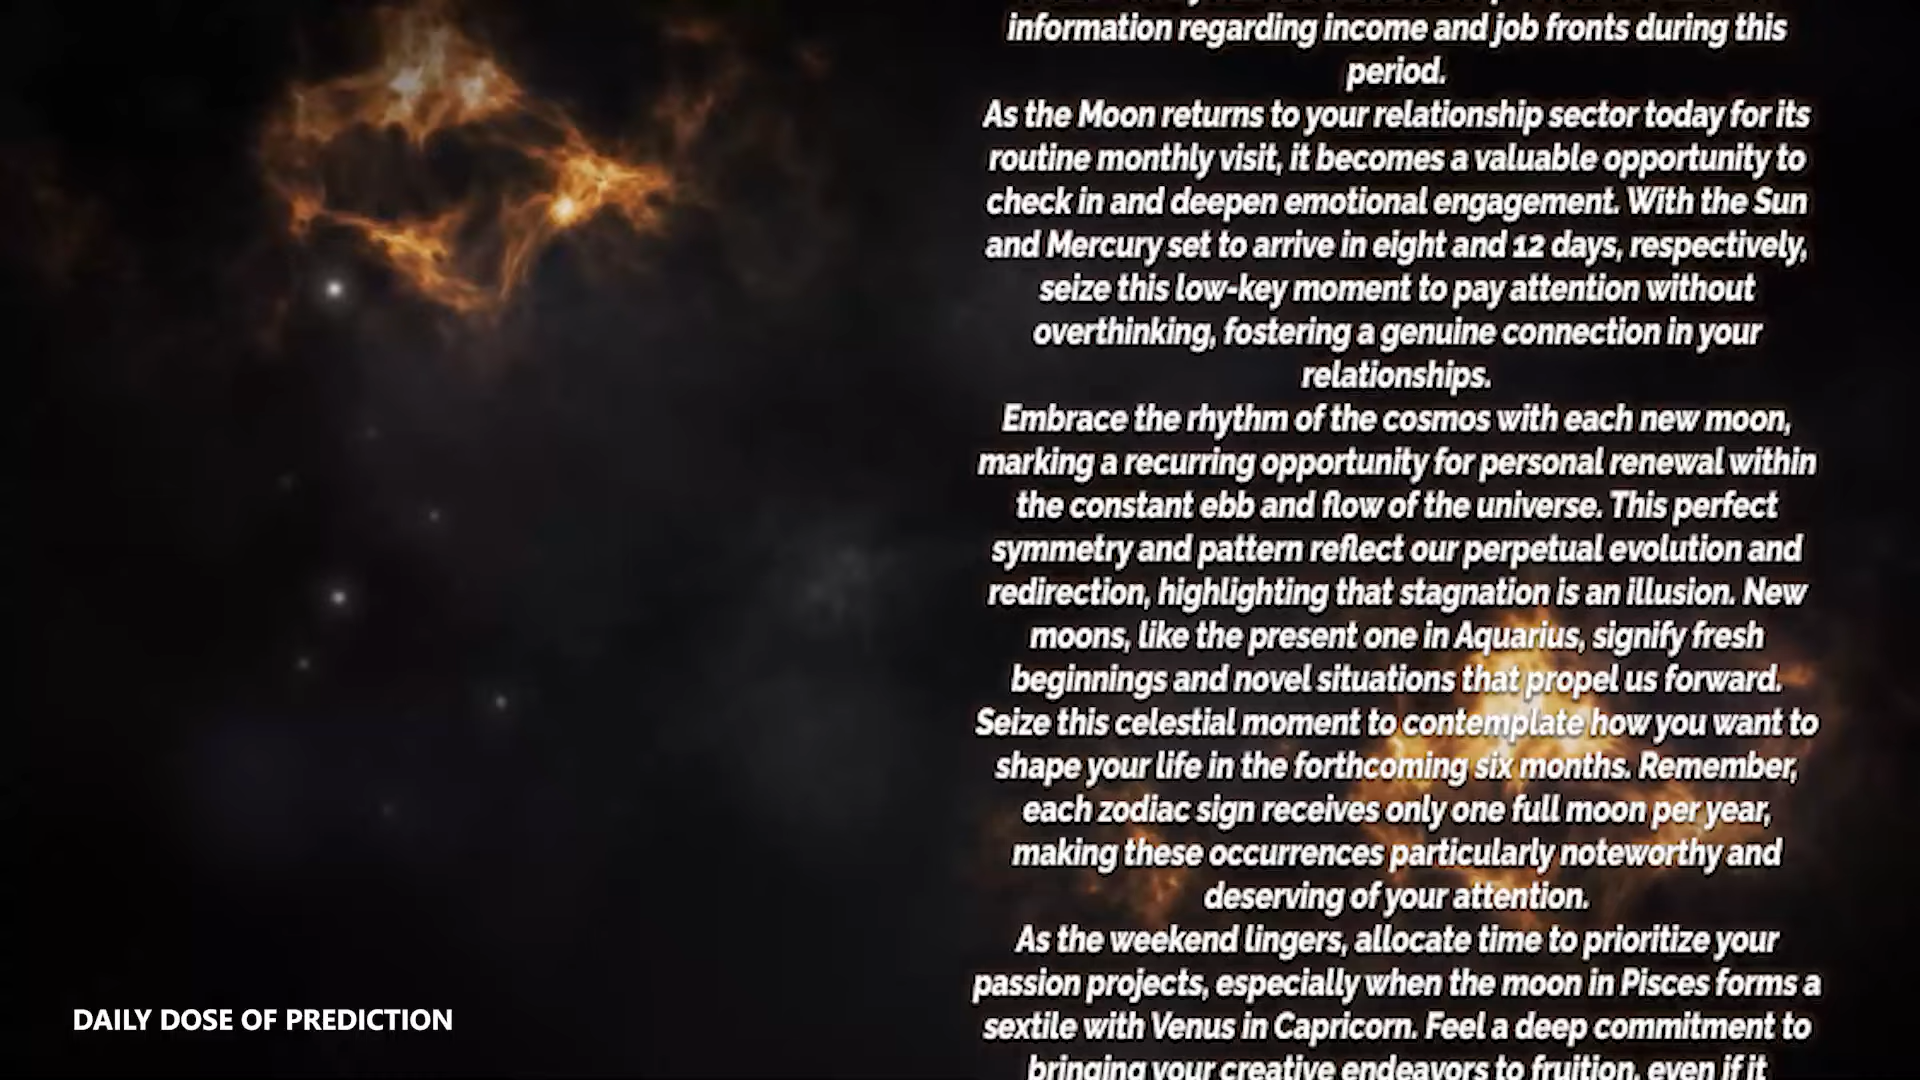 information regarding income and job fronts during this
period.
As the Moon returns to your relationship sector today for its
routine monthly visit, it becomes a valuable opportunity to
check in and deepen emotional engagement. With the Sun
and Mercury set to arrive in eight and 12 days, respectively,
seize this low-key moment to pay attention without
overthinking, fostering a genuine connection in your
relationships.
Embrace the rhythm of the cosmos with each new moon,
marking a recurring opportunity for personal renewal within
the constant ebb and flow of the universe. This perfect
symmetry and pattern reflect our perpetual evolution and
redirection, highlighting that stagnation is an illusion. New
moons, like the present one in Aquarius, signify fresh
beginnings and novel situations that propel us forward.
Seize this celestial moment to contemplate how you want to
shape your life in the forthcoming six months. Remember,
each zodiac sign receives only one full moon per year,
making these occurrences particularly noteworthy and
deserving of your attention.
As the weekend lingers, allocate time to prioritize your
passion projects, especially when the moon in Pisces forms a
sextile with Venus in Capricorn. Feel a deep commitment to
bringing your creative endeavors to fruition, even if it
DAILY DOSE OF PREDICTION